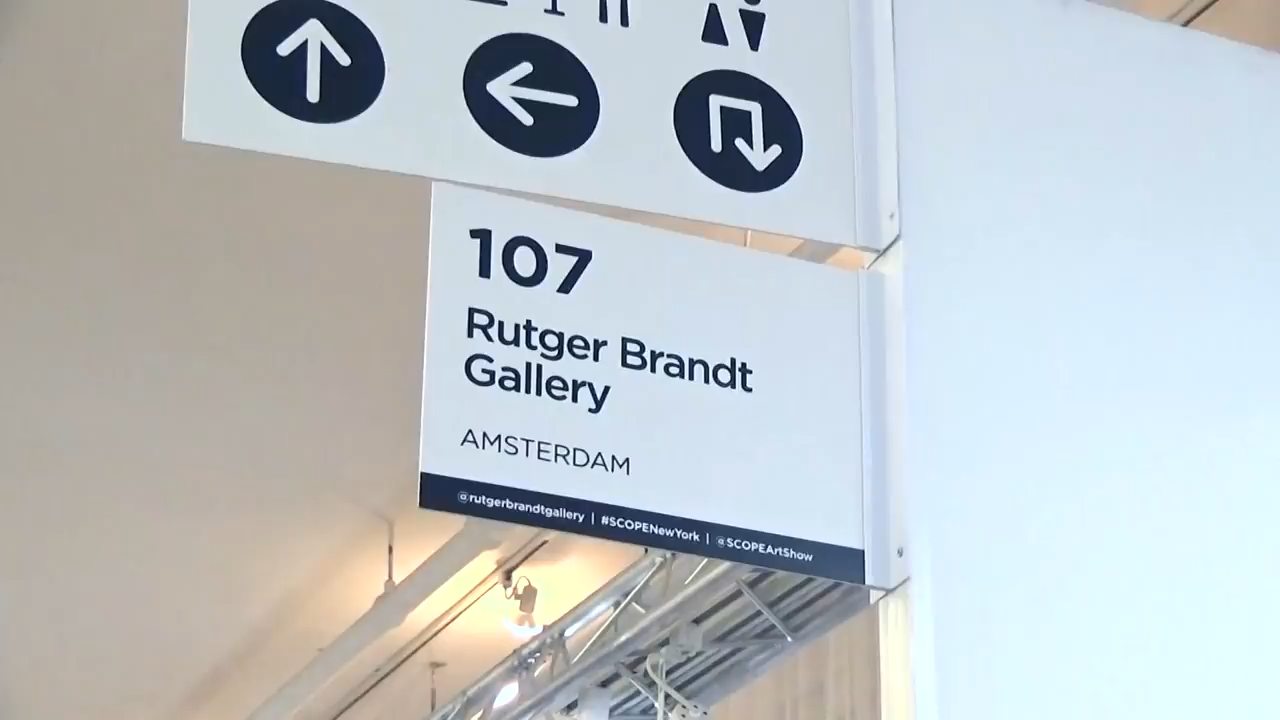 107
Rutger Brandt
Gallery
AMSTERDAM
@rutgerbrandtgallery | #SCOPENewYork | @SCOPEArtShow